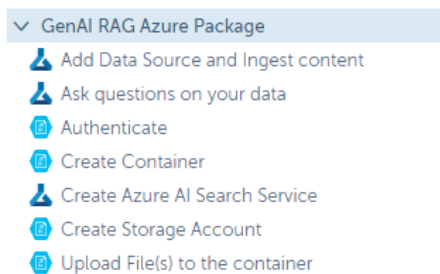 GenAI RAG Azure Package
Add Data Source and Ingest content
Ask questions on your data
Authenticate
Create Container
Create Azure AI Search Service
Create Storage Account
Upload File(s) to the container